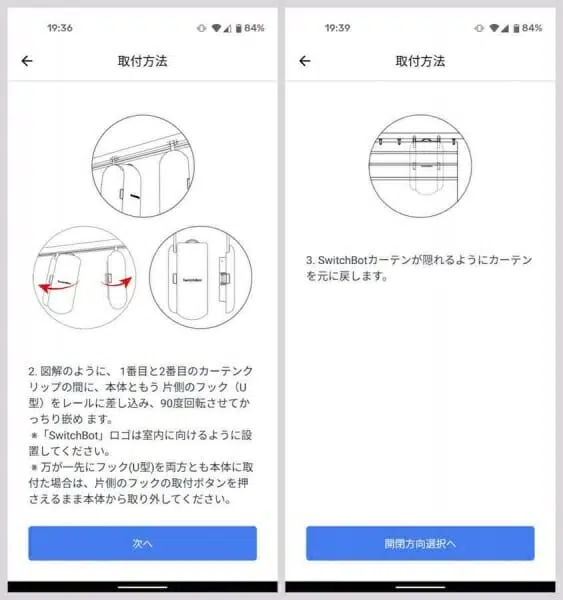 19:36
84%
取付方法
SwitchBot
2. 図解のように、 1番目と2番目のカーテンク
リップの間に、本体ともう 片側のフック（U
型）をレールに差し込み、90度回転させてか
っちり嵌め ます。
＊「SwitchBot」ロゴは室内に向けるように設
置してください。
＊ 万が一先にフック(U型)を両方とも本体に取
付た場合は、片側のフックの取付ボタンを押
さえるまま本体から取り外してください。
次へ
19:39
84%
取付方法
3. SwitchBotカーテンが隠れるようにカーテン
を元に戻します。
開閉方向選択へ